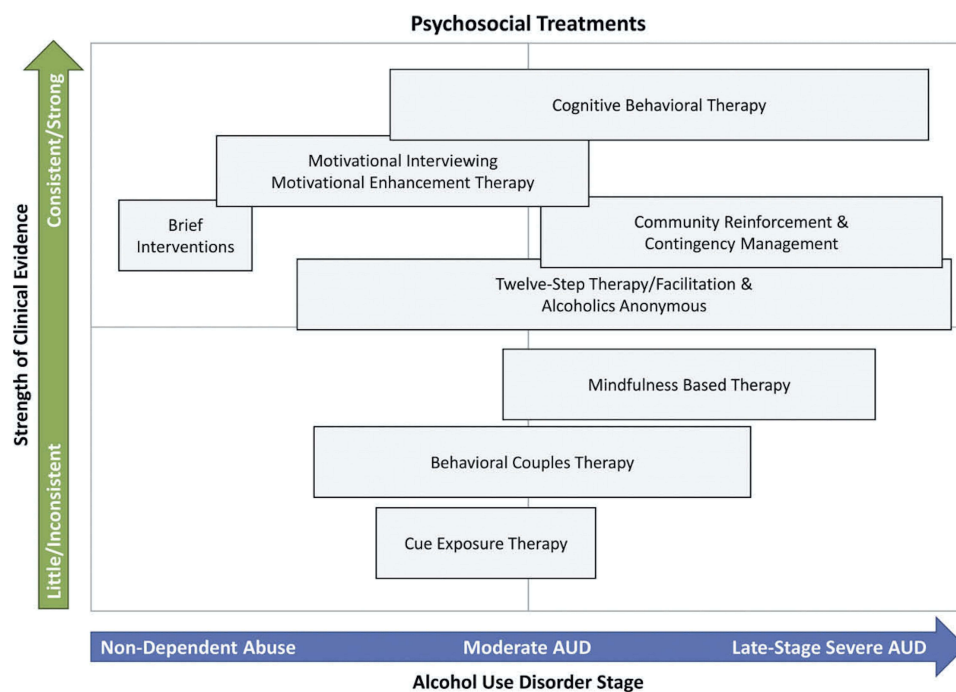 Psychosocial Treatments
Strength of Clinical Evidence
Consistent/Strong
Little/Inconsistent
Cognitive Behavioral Therapy
Motivational Interviewing
Motivational Enhancement Therapy
Brief
Interventions
Community Reinforcement &
Contingency Management
Twelve-Step Therapy/Facilitation &
Alcoholics Anonymous
Mindfulness Based Therapy
Behavioral Couples Therapy
Cue Exposure Therapy
Non-Dependent Abuse
Moderate AUD
Late-Stage Severe AUD
Alcohol Use Disorder Stage